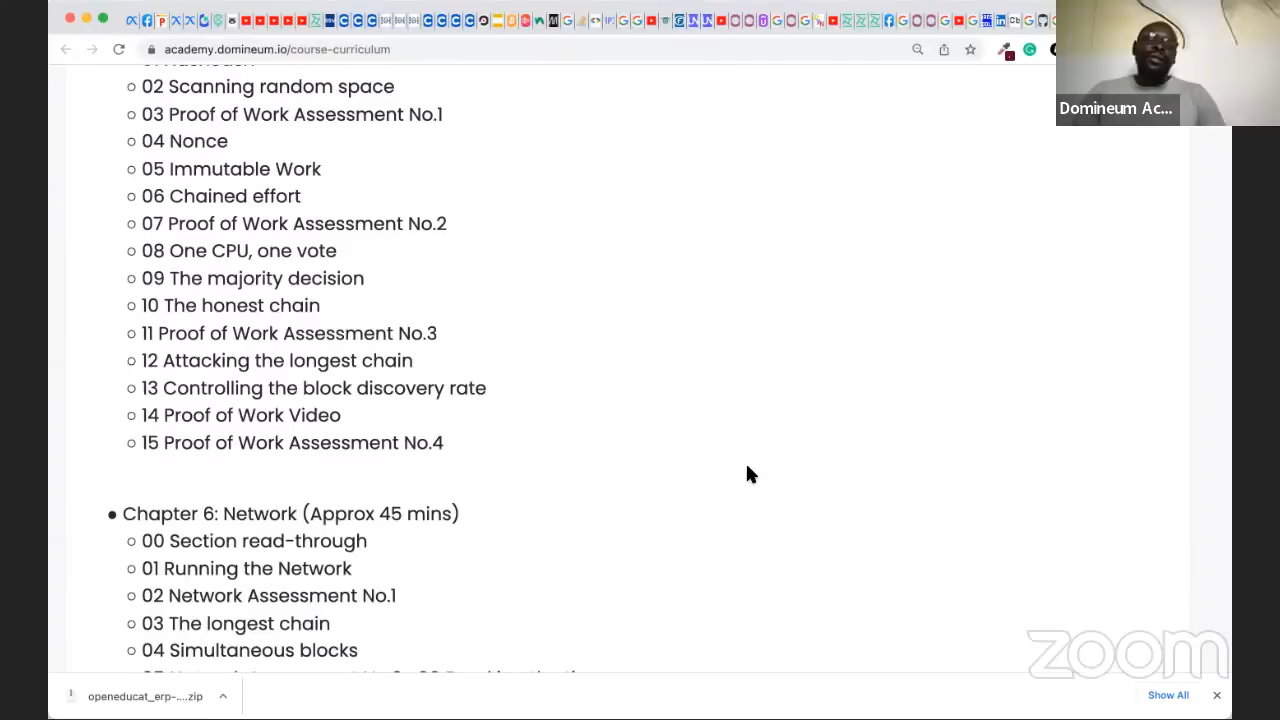 academy.domineum.io/course-curriculum
Domineum Ac...
02 Scanning random space
03 Proof of Work Assessment No.1
04 Nonce
05 Immutable Work
06 Chained effort
07 Proof of Work Assessment No.2
08 One CPU, one vote
09 The majority decision
10 The honest chain
11 Proof of Work Assessment No.3
12 Attacking the longest chain
13 Controlling the block discovery rate
14 Proof of Work Video
15 Proof of Work Assessment No.4
Chapter 6: Network (Approx 45 mins)
00 Section read-through
01 Running the Network
02 Network Assessment No.1
03 The longest chain
04 Simultaneous blocks
zoom
openeducat_erp-....zip
Show All